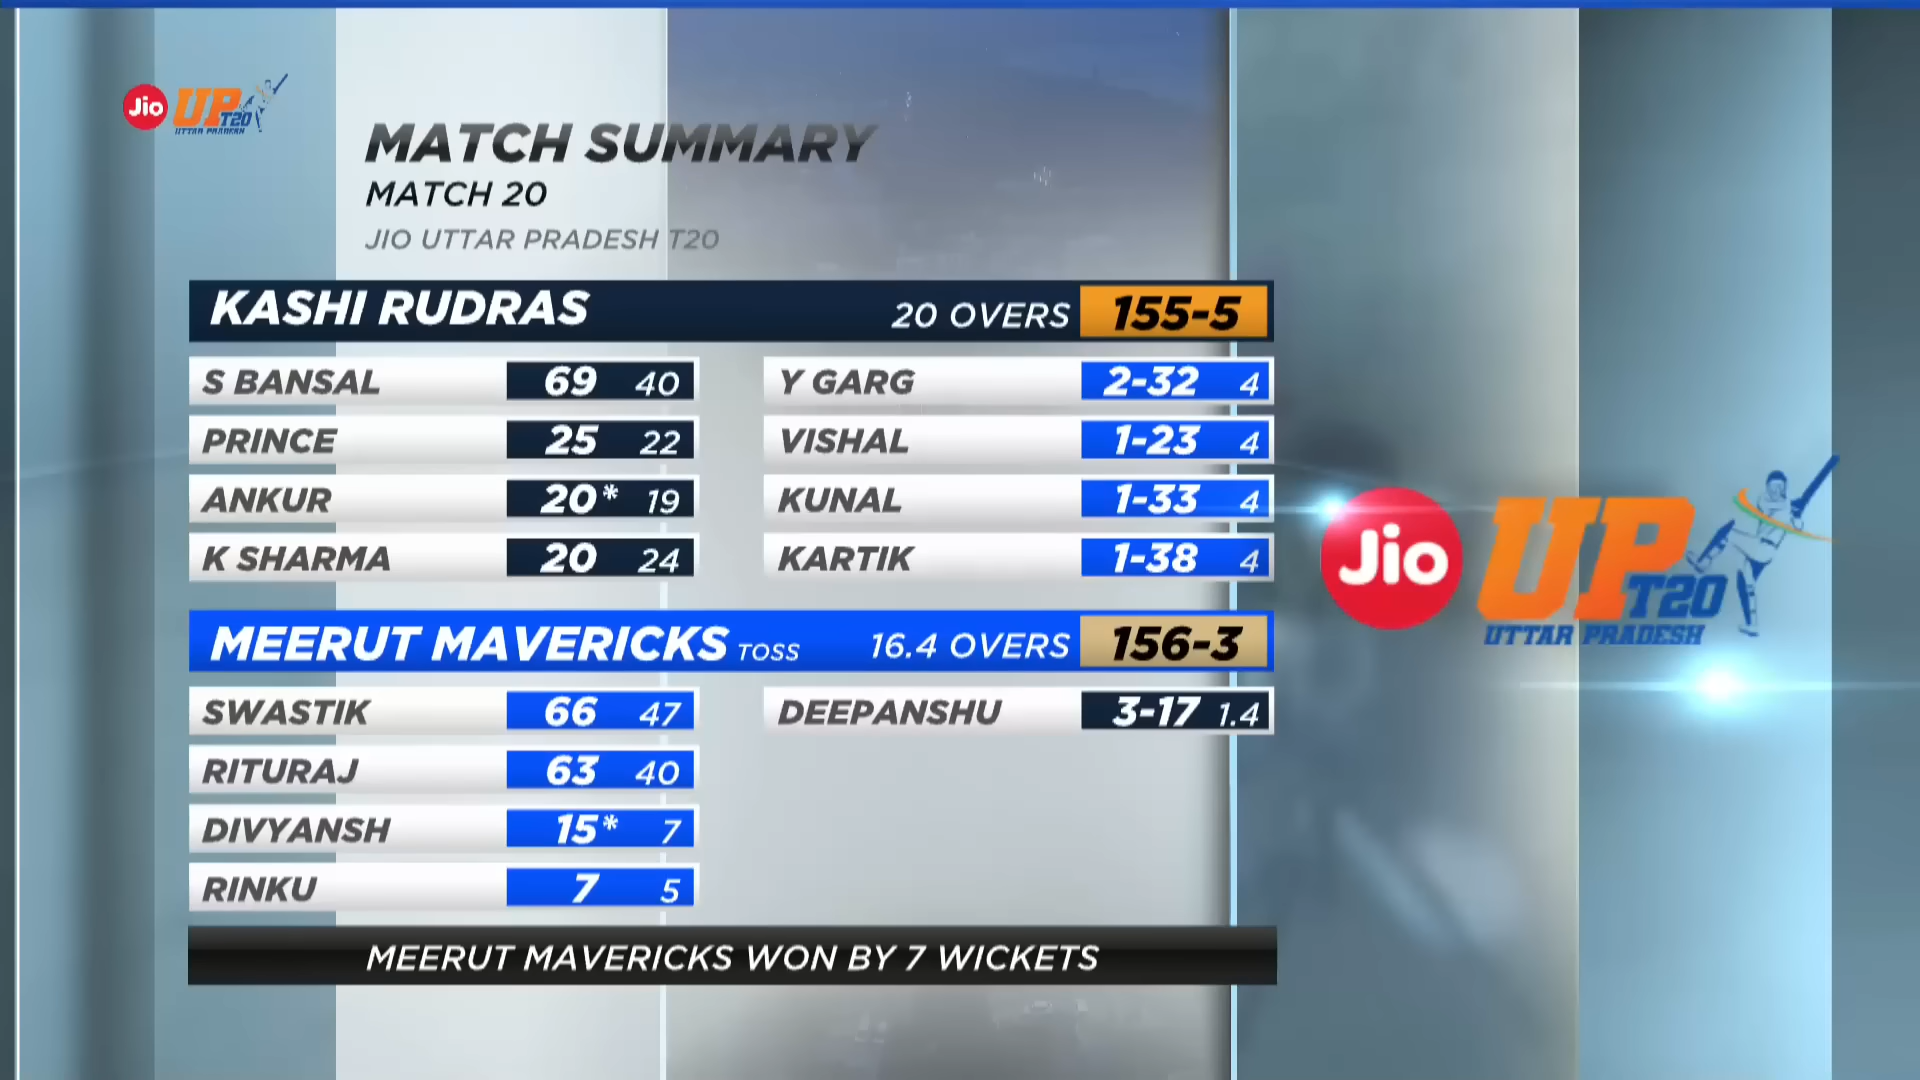 Jio UP T20
UTTAR PRADESH
MATCH SUMMARY
MATCH 20
JIO UTTAR PRADESH T20
KASHI RUDRAS 20 OVERS 155-5
S BANSAL 69 40 Y GARG 2-32 4
PRINCE 25 22 VISHAL 1-23 4
ANKUR 20* 19 KUNAL 1-33 4
K SHARMA 20 24 KARTIK 1-38 4
MEERUT MAVERICKS TOSS 16.4 OVERS 156-3
SWASTIK 66 47 DEEPANSHU 3-17 1.4
RITURAJ 63 40
DIVYANSH 15* 7
RINKU 7 5
MEERUT MAVERICKS WON BY 7 WICKETS
Jio UP T20
UTTAR PRADESH